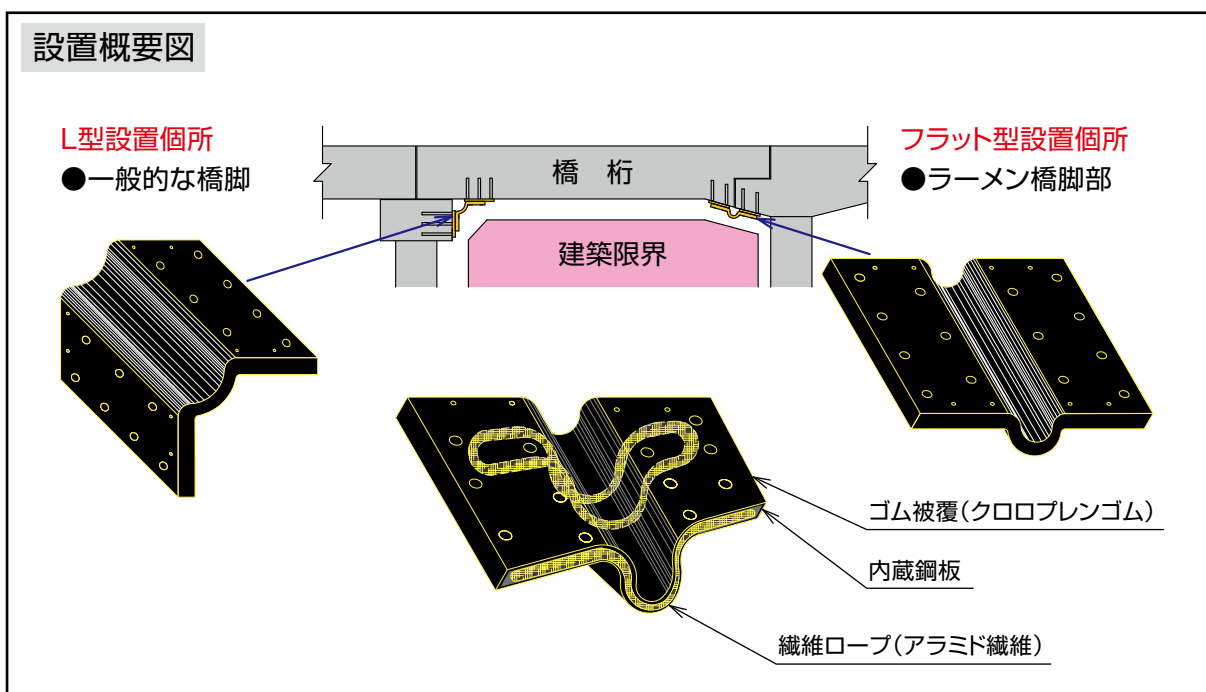 設置概要図
L型設置個所
●一般的な橋脚
橋 桁
建築限界
フラット型設置個所
●ラーメン橋脚部
ゴム被覆(クロロプレンゴム)
内蔵鋼板
繊維ロープ(アラミド繊維)